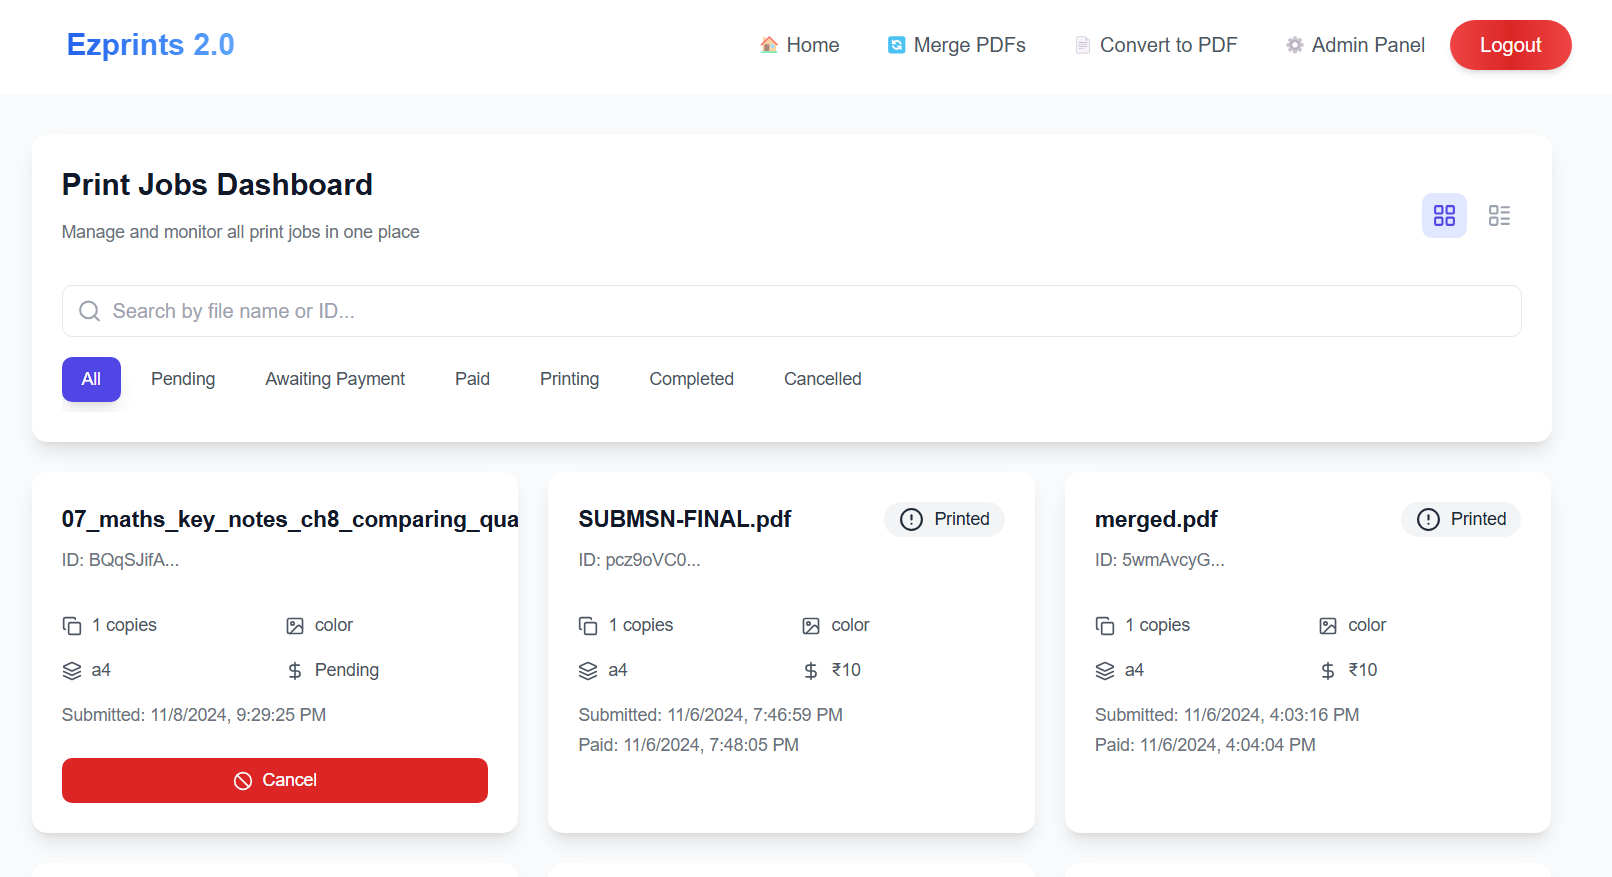 Ezprints 2.0
Home
Merge PDFs
Convert to PDF
Admin Panel
Logout
Print Jobs Dashboard
Manage and monitor all print jobs in one place
Search by file name or ID...
All
Pending
Awaiting Payment
Paid
Printing
Completed
Cancelled
07_maths_key_notes_ch8_comparing_qua
ID: BQqSJifA...
1 copies
color
a4
Pending
Submitted: 11/8/2024, 9:29:25 PM
Cancel
SUBMSN-FINAL.pdf
Printed
ID: pcz9oVC0...
1 copies
color
a4
₹10
Submitted: 11/6/2024, 7:46:59 PM
Paid: 11/6/2024, 7:48:05 PM
merged.pdf
Printed
ID: 5wmAvcyG...
1 copies
color
a4
₹10
Submitted: 11/6/2024, 4:03:16 PM
Paid: 11/6/2024, 4:04:04 PM